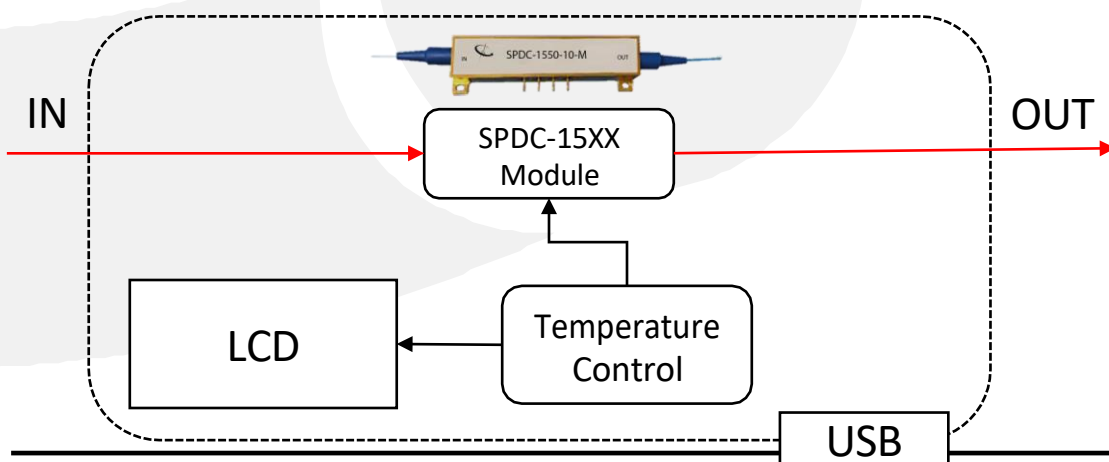 IN SPDC-1550-10-M OUT
IN
OUT
SPDC-15XX
Module
LCD
Temperature
Control
USB